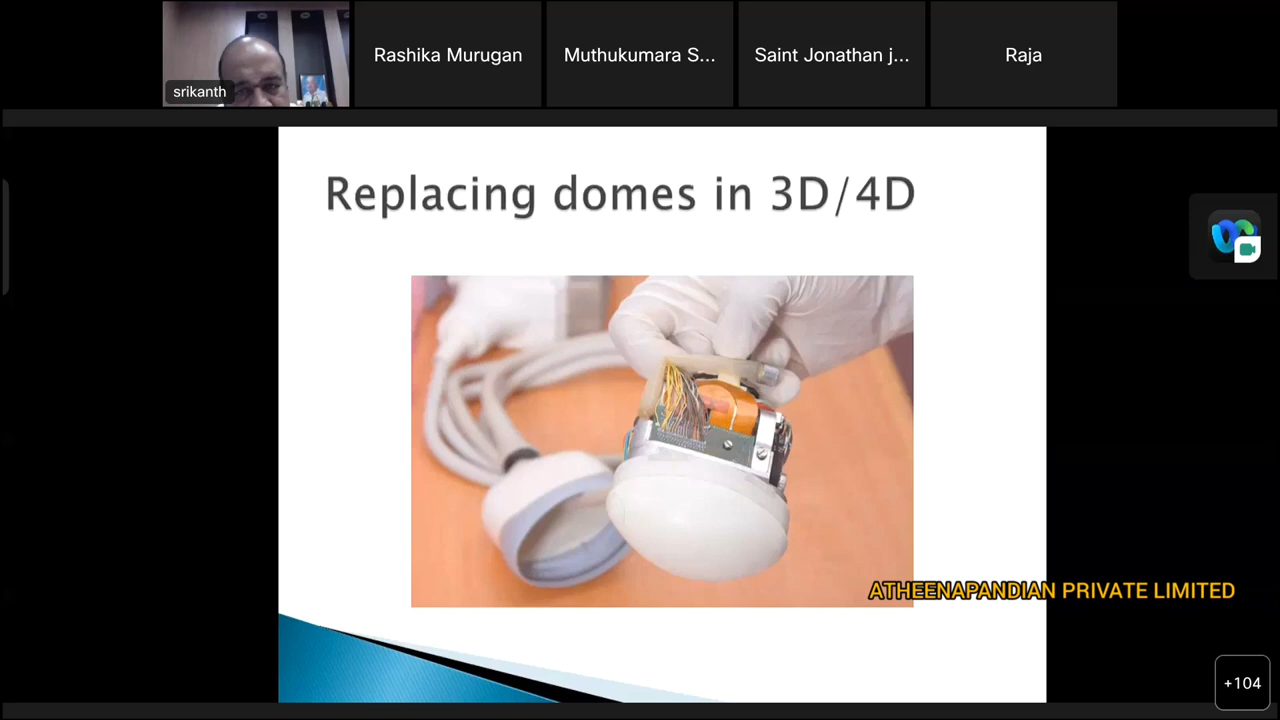 srikanth
Rashika Murugan
Muthukumara S...
Saint Jonathan j...
Raja
Replacing domes in 3D/4D
ATHEENAPANDIAN PRIVATE LIMITED
+104